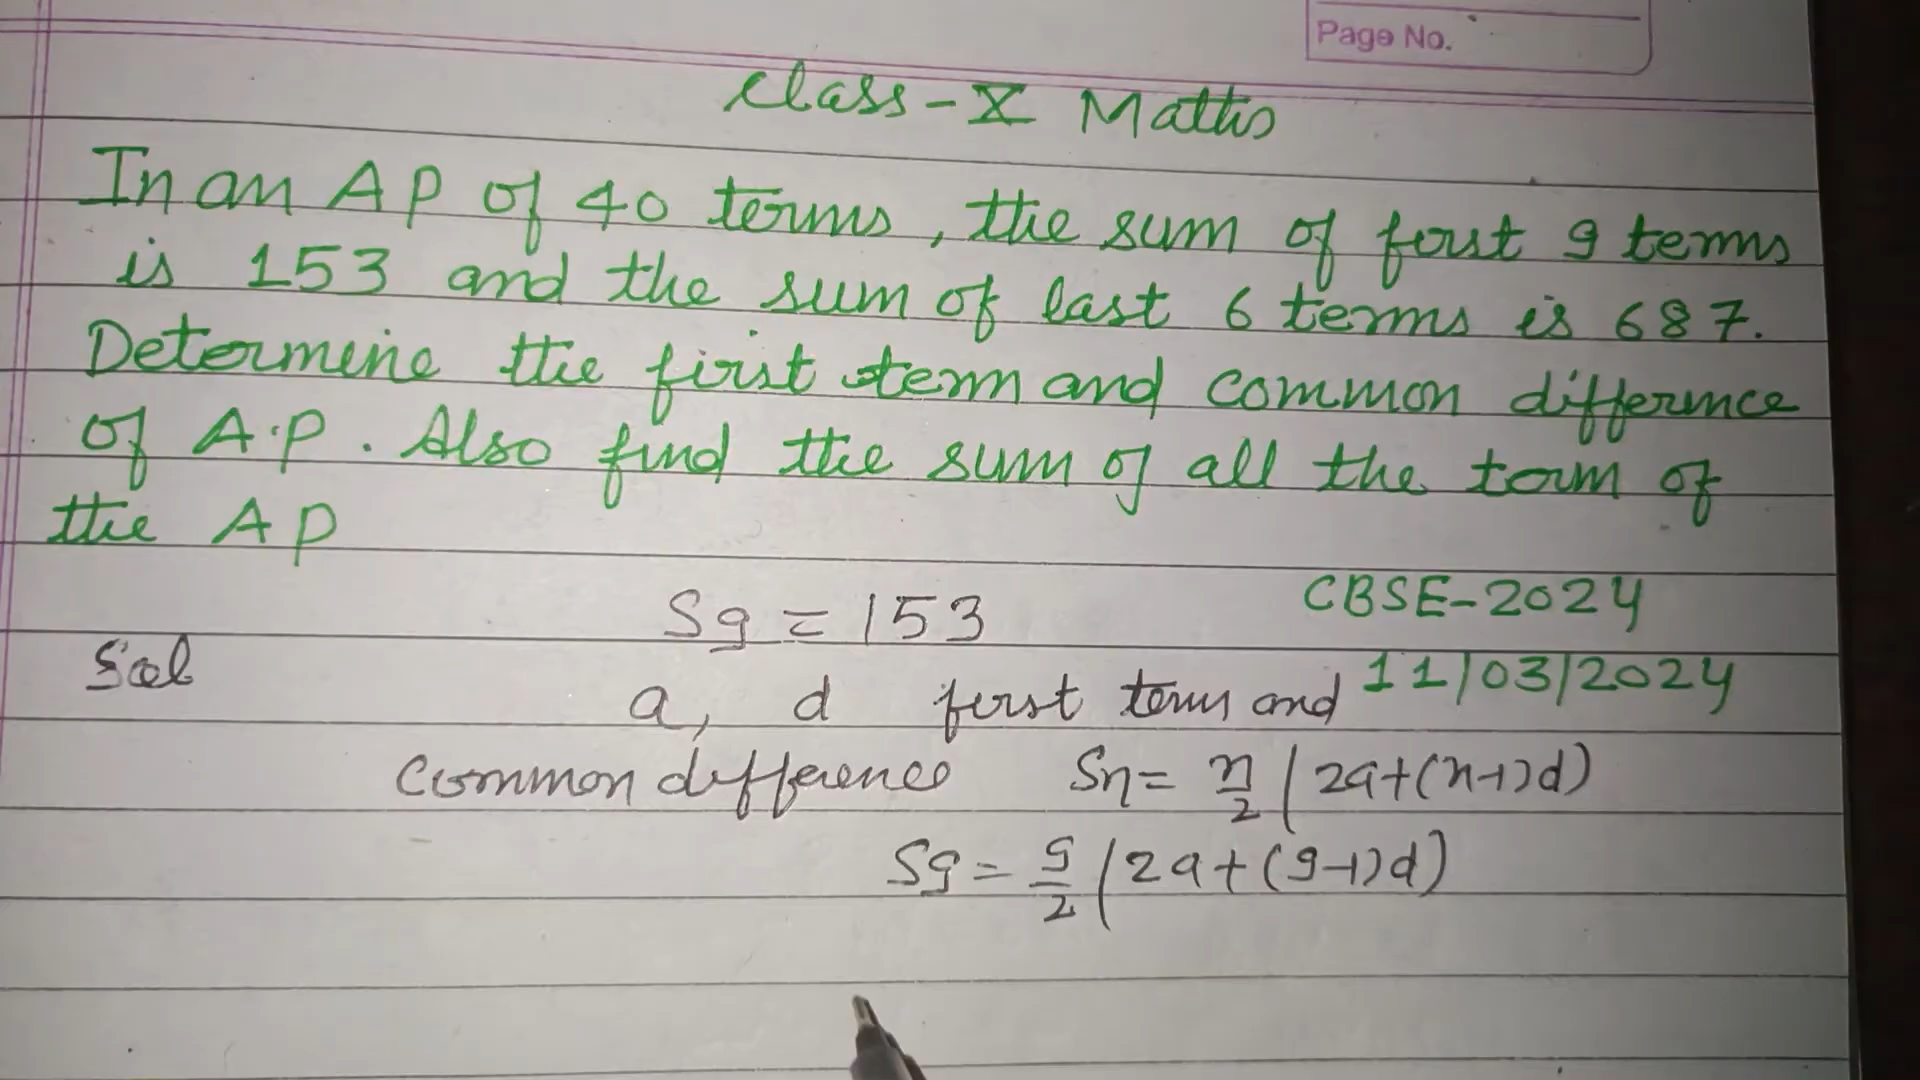 Page No.
Class-X Maths
In an AP of 40 terms, the sum of first 9 terms
is 153 and the sum of last 6 terms is 687.
Determine the first term and common difference
of A.P. Also find the sum of all the term of
the AP
S9 = 153
CBSE-2024
Sol
a, d first term and
11/03/2024
Common difference Sn = n/2 (2a+(n-1)d)
S9 = 9/2 (2a+(9-1)d)